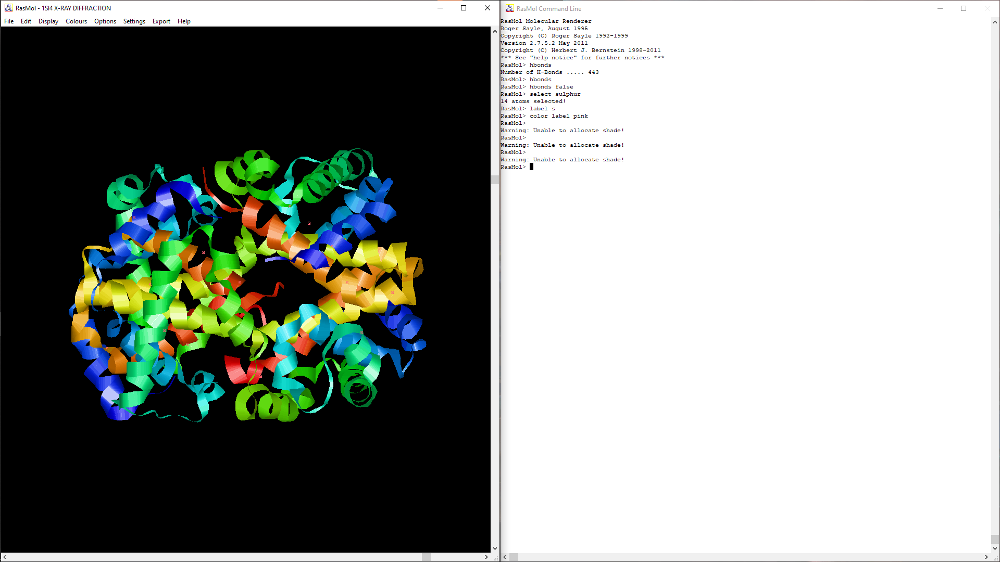 RasMol - 1SI4 X-RAY DIFFRACTION
File Edit Display Colours Options Settings Export Help
s
s
s
s
s
s
s
s
s
s
s
s
RasMol Command Line
RasMol Molecular Renderer
Roger Sayle, August 1995
Copyright (C) Roger Sayle 1992-1999
Version 2.7.5.2 May 2011
Copyright (C) Herbert J. Bernstein 1998-2011
*** See "help notice" for further notices ***
RasMol> hbonds
Number of H-Bonds ..... 443
RasMol> hbonds
RasMol> hbonds false
RasMol> select sulphur
14 atoms selected!
RasMol> label s
RasMol> color label pink
RasMol>
Warning: Unable to allocate shade!
RasMol>
Warning: Unable to allocate shade!
RasMol>
Warning: Unable to allocate shade!
RasMol>